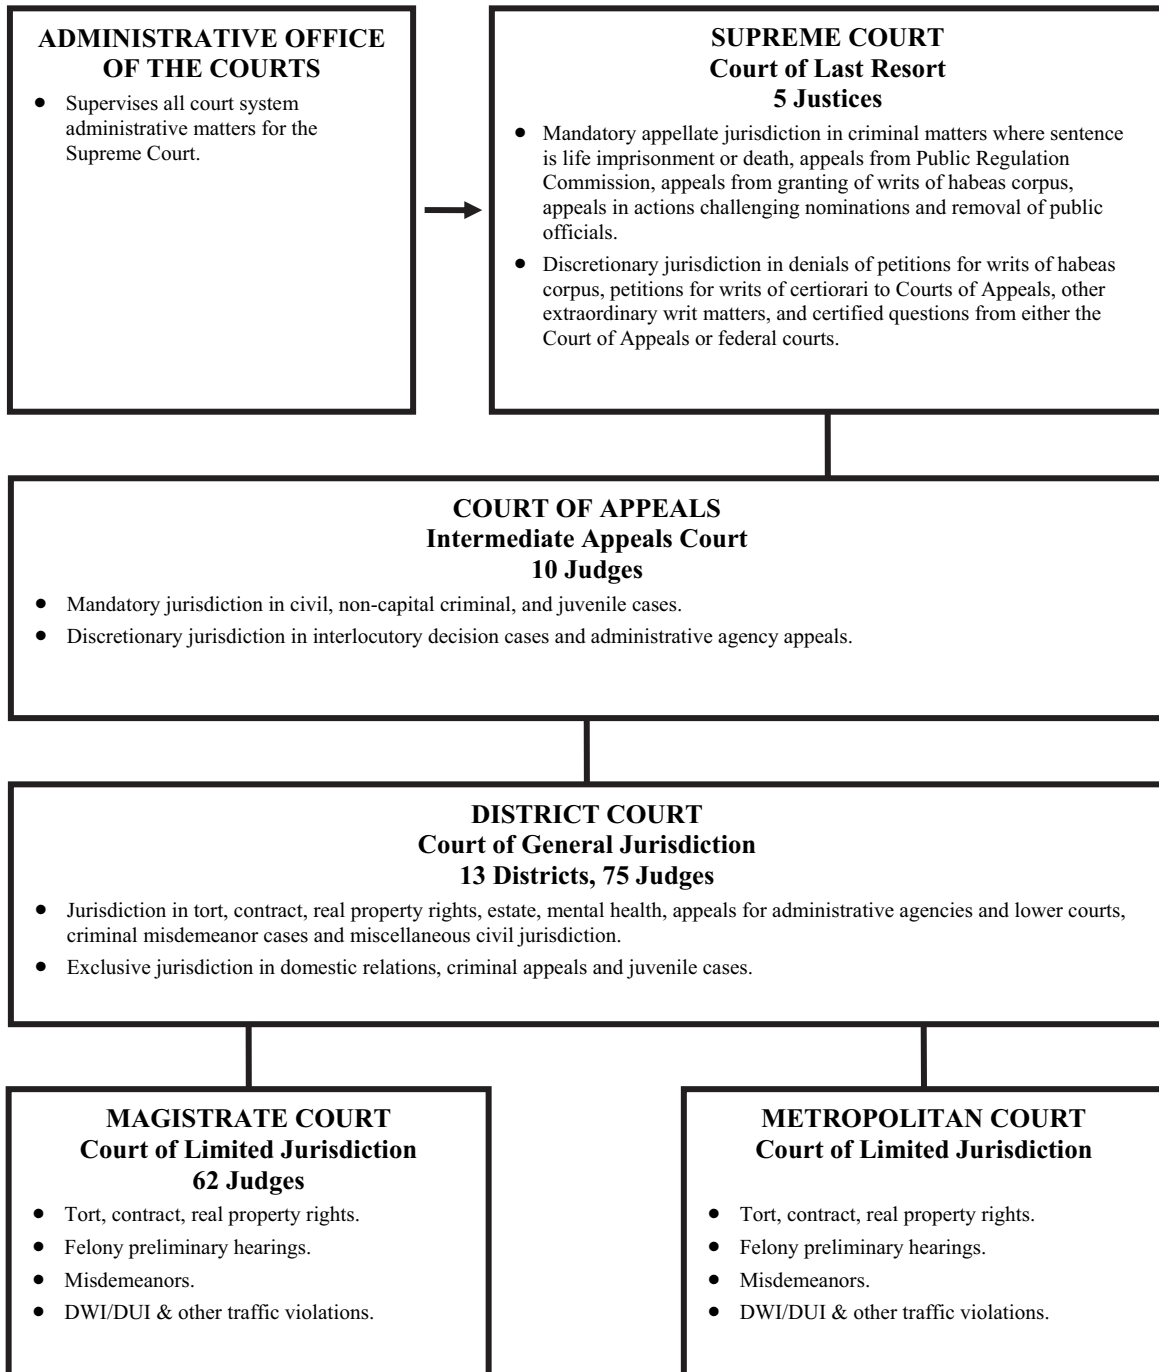 ADMINISTRATIVE OFFICE
OF THE COURTS
• Supervises all court system
administrative matters for the
Supreme Court.
SUPREME COURT
Court of Last Resort
5 Justices
• Mandatory appellate jurisdiction in criminal matters where sentence
is life imprisonment or death, appeals from Public Regulation
Commission, appeals from granting of writs of habeas corpus,
appeals in actions challenging nominations and removal of public
officials.
• Discretionary jurisdiction in denials of petitions for writs of habeas
corpus, petitions for writs of certiorari to Courts of Appeals, other
extraordinary writ matters, and certified questions from either the
Court of Appeals or federal courts.
COURT OF APPEALS
Intermediate Appeals Court
10 Judges
• Mandatory jurisdiction in civil, non-capital criminal, and juvenile cases.
• Discretionary jurisdiction in interlocutory decision cases and administrative agency appeals.
DISTRICT COURT
Court of General Jurisdiction
13 Districts, 75 Judges
• Jurisdiction in tort, contract, real property rights, estate, mental health, appeals for administrative agencies and lower courts,
criminal misdemeanor cases and miscellaneous civil jurisdiction.
• Exclusive jurisdiction in domestic relations, criminal appeals and juvenile cases.
MAGISTRATE COURT
Court of Limited Jurisdiction
62 Judges
• Tort, contract, real property rights.
• Felony preliminary hearings.
• Misdemeanors.
• DWI/DUI & other traffic violations.
METROPOLITAN COURT
Court of Limited Jurisdiction
• Tort, contract, real property rights.
• Felony preliminary hearings.
• Misdemeanors.
• DWI/DUI & other traffic violations.